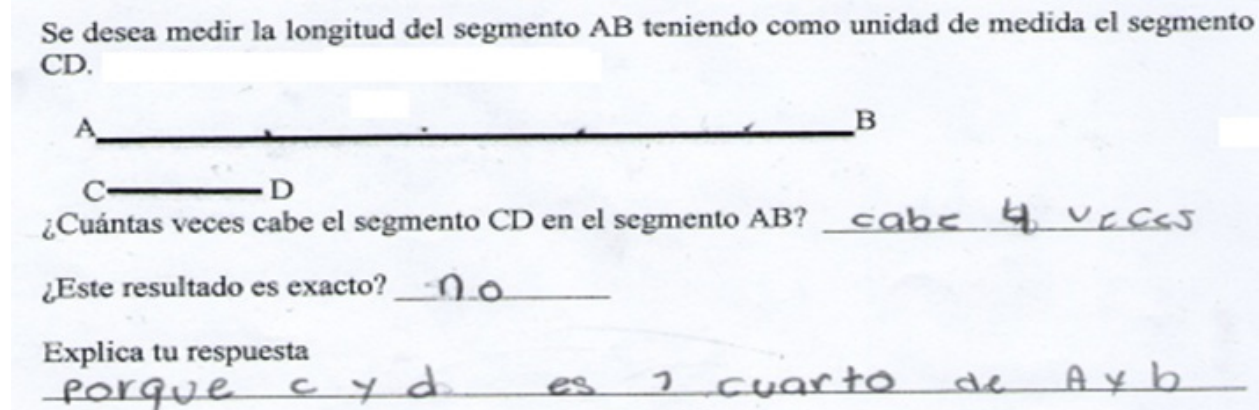 Se desea medir la longitud del segmento AB teniendo como unidad de medida el segmento
CD.
A B
C D
¿Cuántas veces cabe el segmento CD en el segmento AB? cabe 4 veces
¿Este resultado es exacto? no
Explica tu respuesta
porque c y d es 1 cuarto de A y b